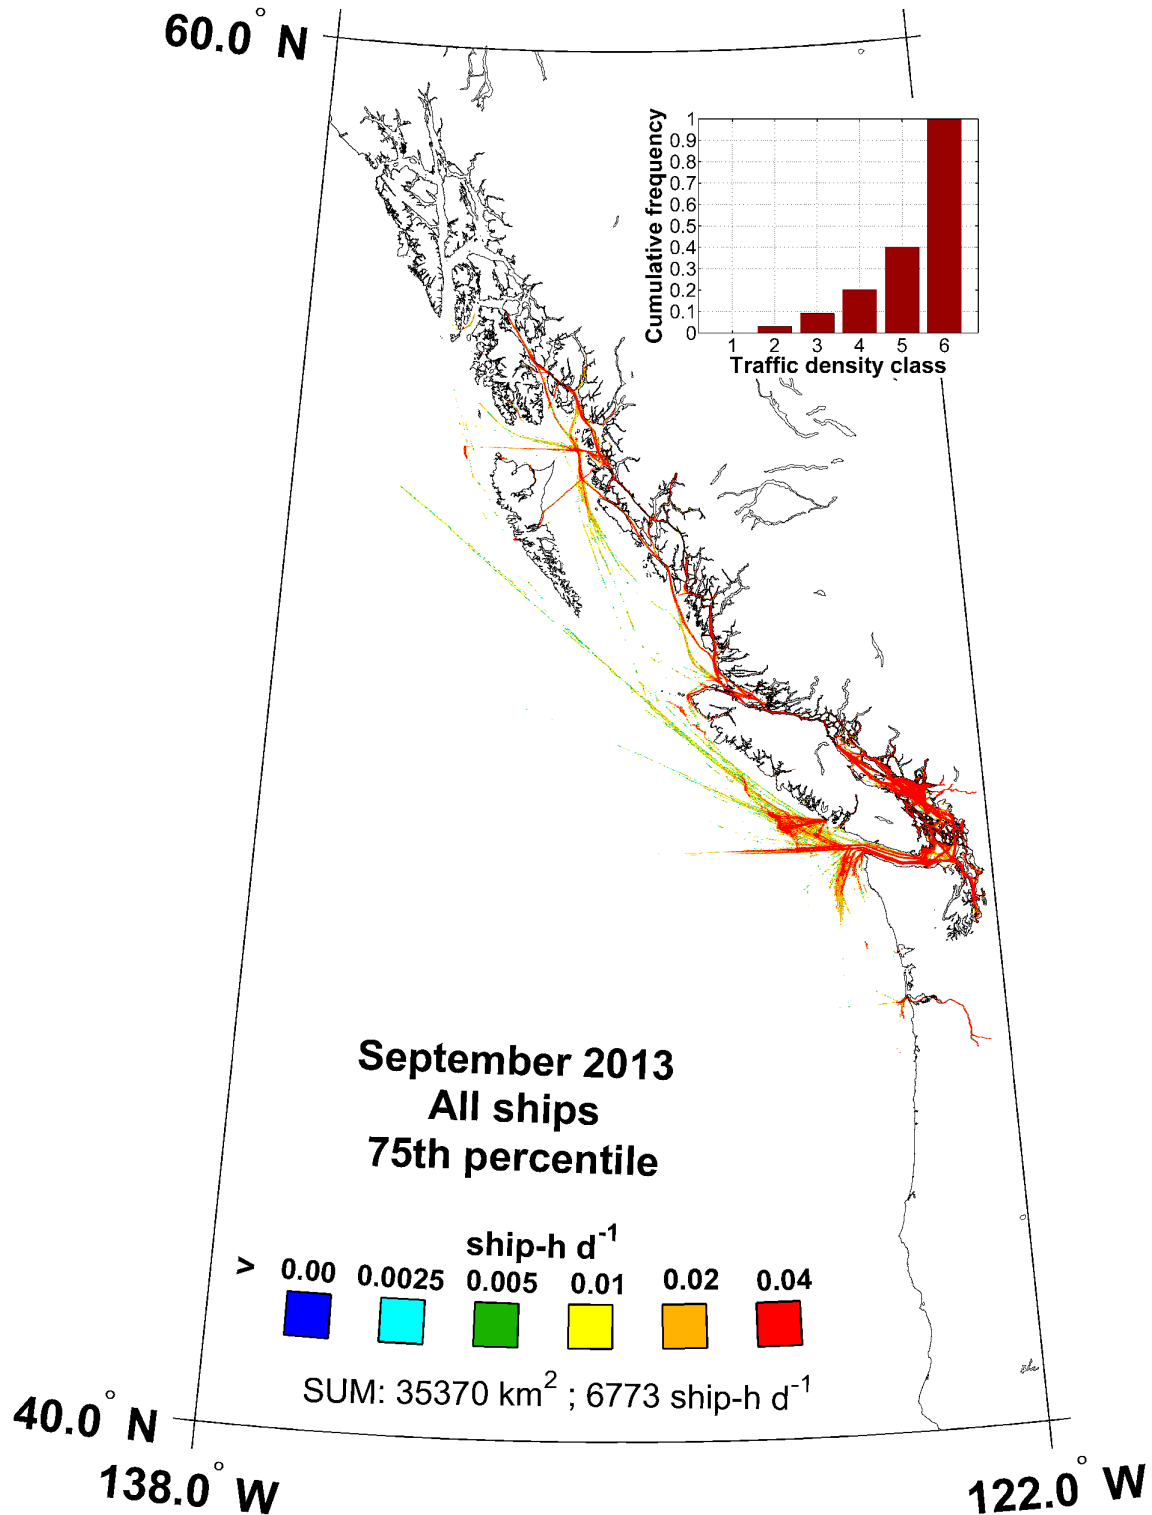 60.0° N
Cumulative frequency
1
0.9
0.8
0.7
0.6
0.5
0.4
0.3
0.2
0.1
0
1 2 3 4 5 6
Traffic density class
September 2013
All ships
75th percentile
ship-h d⁻¹
> 0.00 0.0025 0.005 0.01 0.02 0.04
SUM: 35370 km² ; 6773 ship-h d⁻¹
40.0° N
138.0° W
122.0° W